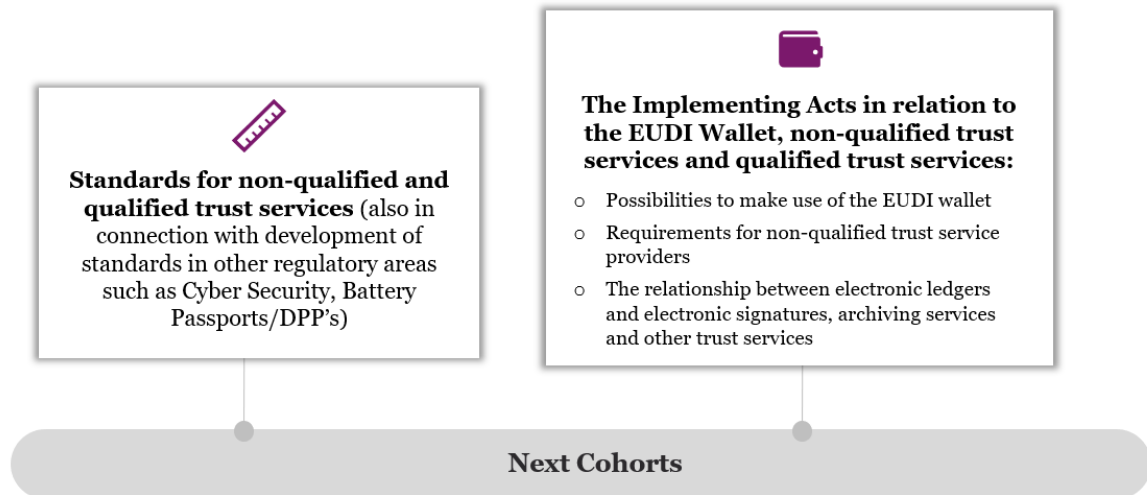 Standards for non-qualified and
qualified trust services (also in
connection with development of
standards in other regulatory areas
such as Cyber Security, Battery
Passports/DPP’s)
The Implementing Acts in relation to
the EUDI Wallet, non-qualified trust
services and qualified trust services:
o Possibilities to make use of the EUDI wallet
o Requirements for non-qualified trust service
providers
o The relationship between electronic ledgers
and electronic signatures, archiving services
and other trust services
Next Cohorts